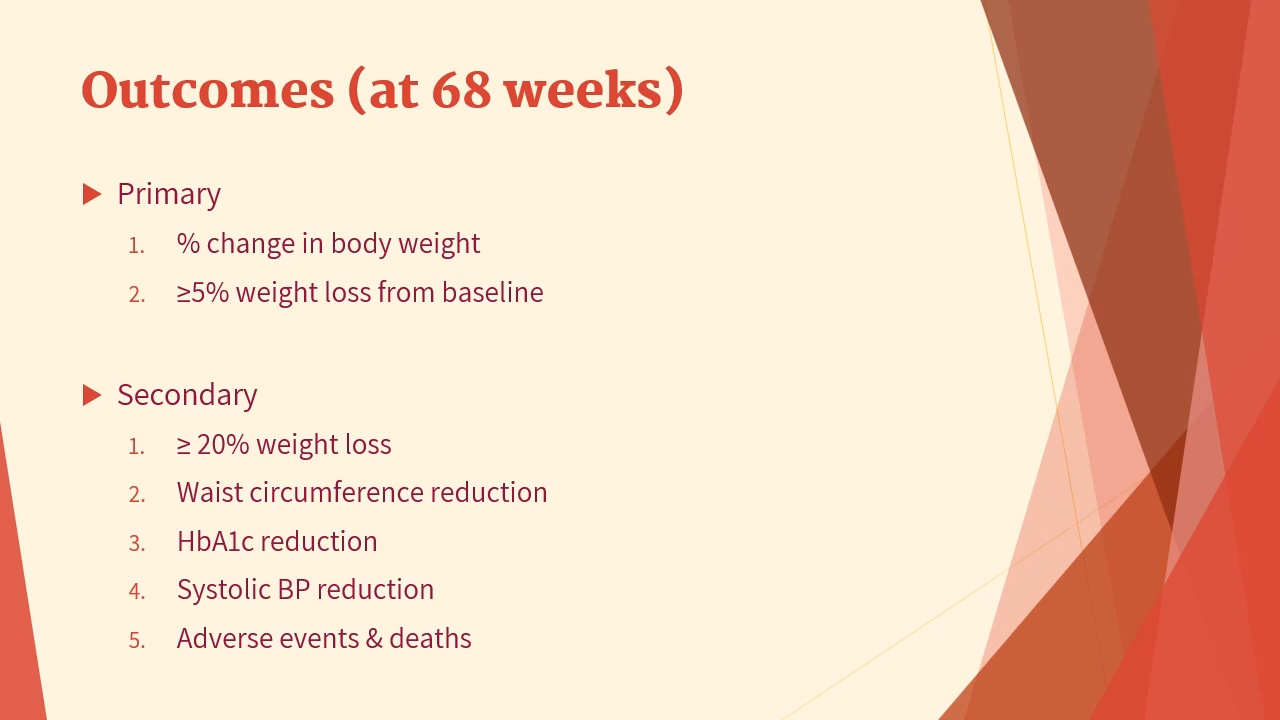 Outcomes (at 68 weeks)
Primary
1. % change in body weight
2. ≥5% weight loss from baseline
Secondary
1. ≥ 20% weight loss
2. Waist circumference reduction
3. HbA1c reduction
4. Systolic BP reduction
5. Adverse events & deaths